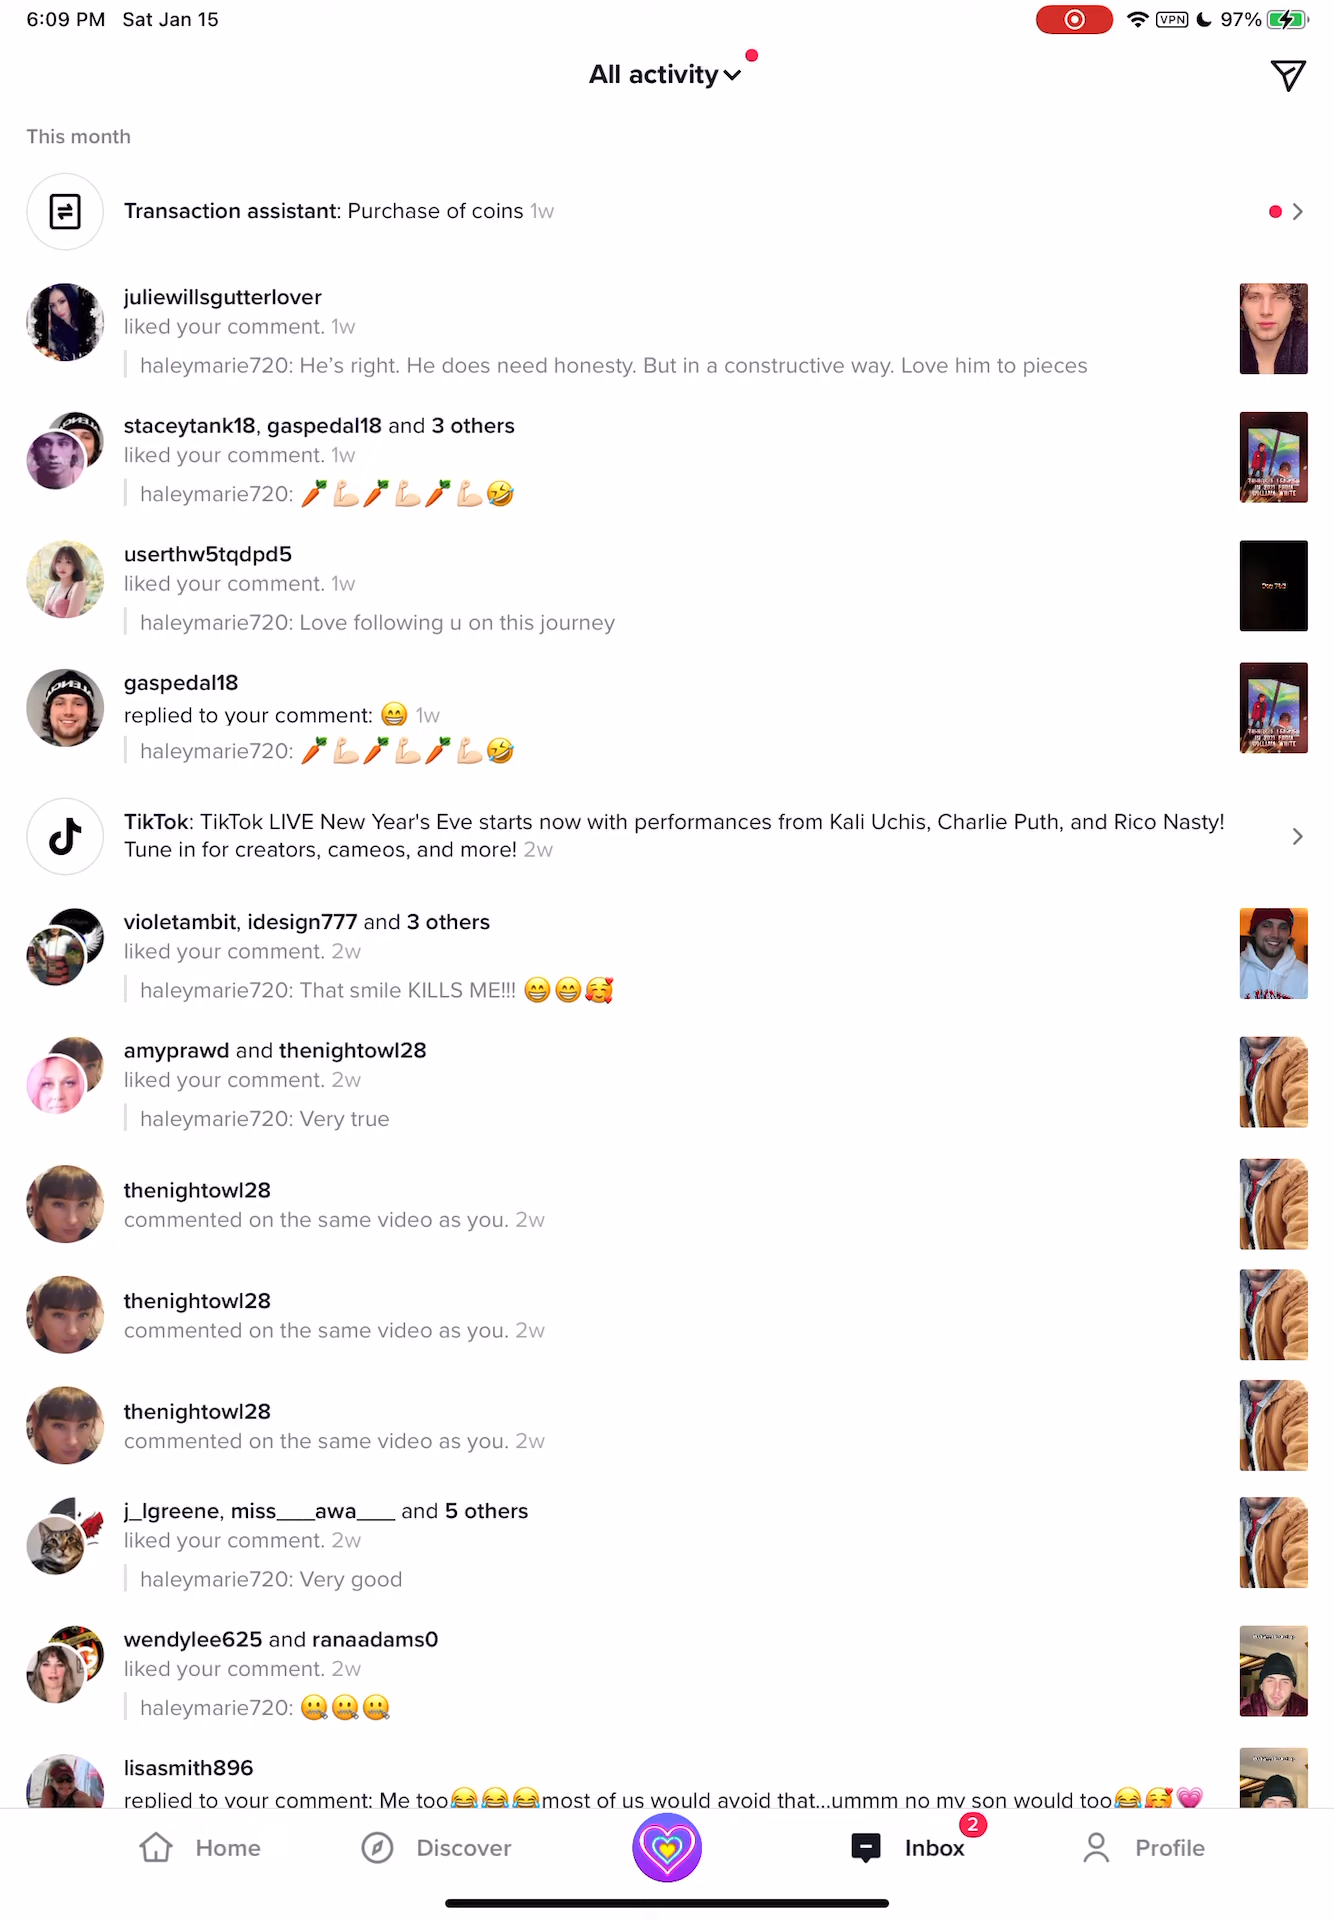 6:09 PM Sat Jan 15
VPN 97%
All activity
This month
Transaction assistant: Purchase of coins 1w
juliewillsgutterlover
liked your comment. 1w
haleymarie720: He's right. He does need honesty. But in a constructive way. Love him to pieces
staceytank18, gaspedal18 and 3 others
liked your comment. 1w
haleymarie720: 🥕💪🏻🥕💪🏻🥕💪🏻🤣
userthw5tqdpd5
liked your comment. 1w
haleymarie720: Love following u on this journey
gaspedal18
replied to your comment: 😁 1w
haleymarie720: 🥕💪🏻🥕💪🏻🥕💪🏻🤣
TikTok: TikTok LIVE New Year's Eve starts now with performances from Kali Uchis, Charlie Puth, and Rico Nasty!
Tune in for creators, cameos, and more! 2w
violetambit, idesign777 and 3 others
liked your comment. 2w
haleymarie720: That smile KILLS ME!!! 😁😁🥰
amyprawd and thenightowl28
liked your comment. 2w
haleymarie720: Very true
thenightowl28
commented on the same video as you. 2w
thenightowl28
commented on the same video as you. 2w
thenightowl28
commented on the same video as you. 2w
j_lgreene, miss___awa___ and 5 others
liked your comment. 2w
haleymarie720: Very good
wendylee625 and ranaadams0
liked your comment. 2w
haleymarie720: 🤐🤐🤐
lisasmith896
replied to your comment: Me too😂😂😂most of us would avoid that...ummm no my son would too😂🥰💗
Home
Discover
Inbox
2
Profile